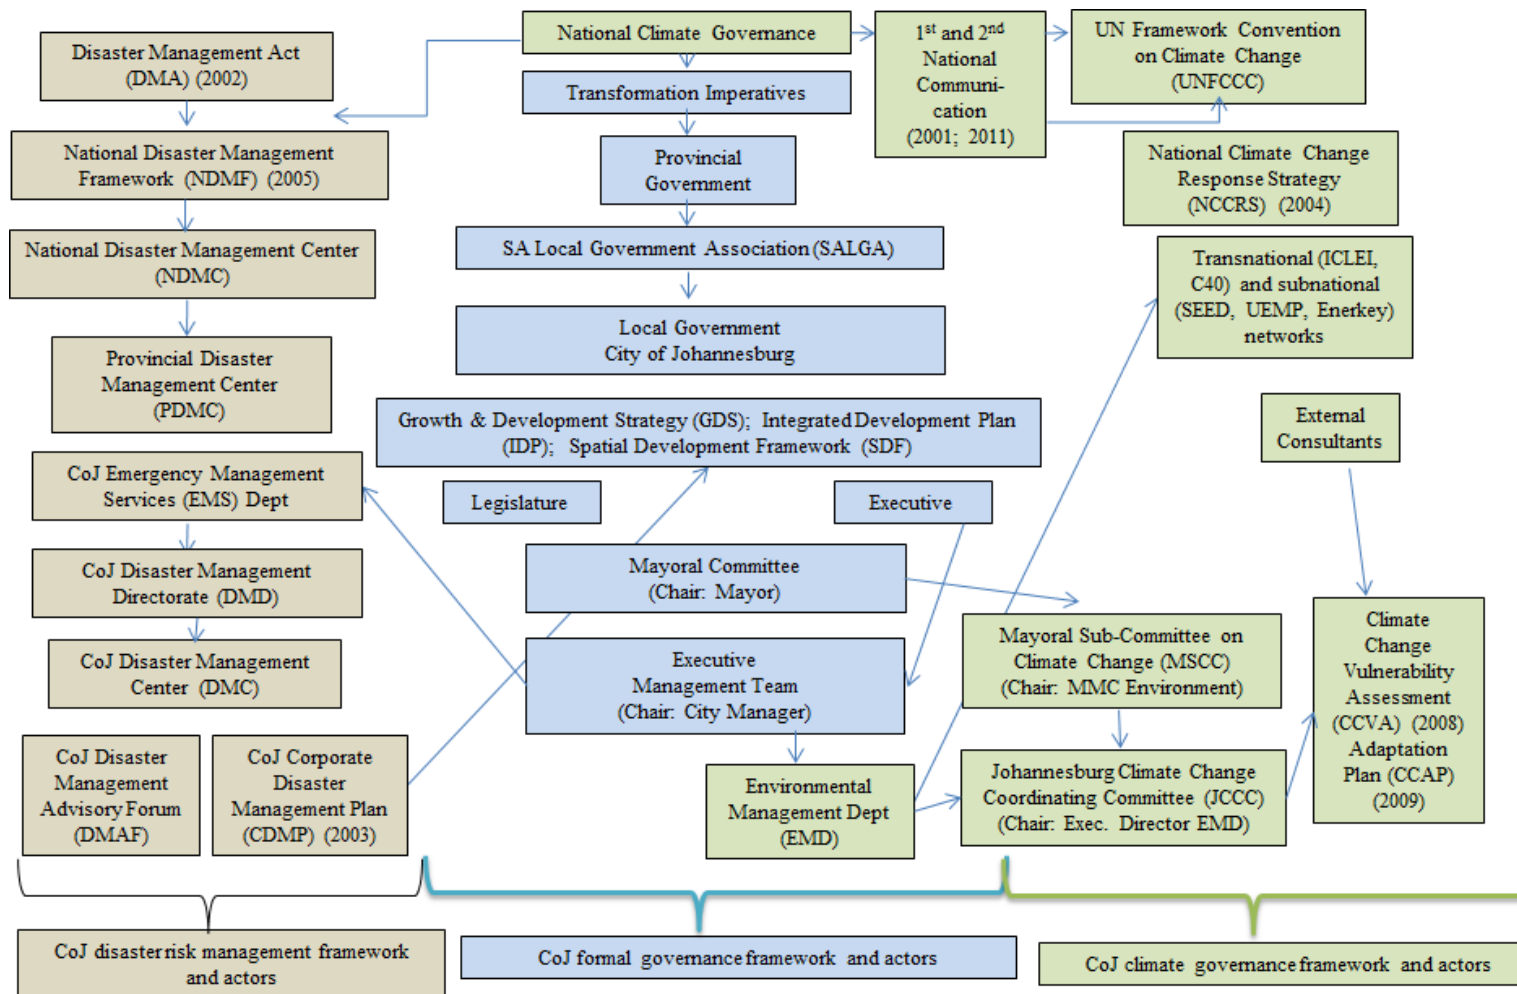 Disaster Management Act
(DMA) (2002)
National Disaster Management
Framework (NDMF) (2005)
National Disaster Management Center
(NDMC)
Provincial Disaster
Management Center
(PDMC)
CoJ Emergency Management
Services (EMS) Dept
CoJ Disaster Management
Directorate (DMD)
CoJ Disaster Management
Center (DMC)
CoJ Disaster
Management
Advisory Forum
(DMAF)
CoJ Corporate
Disaster
Management Plan
(CDMP) (2003)
CoJ disaster risk management framework
and actors
National Climate Governance
Transformation Imperatives
Provincial
Government
SA Local Government Association (SALGA)
Local Government
City of Johannesburg
Growth & Development Strategy (GDS); Integrated Development Plan
(IDP); Spatial Development Framework (SDF)
Legislature
Executive
Mayoral Committee
(Chair: Mayor)
Executive
Management Team
(Chair: City Manager)
Environmental
Management Dept
(EMD)
CoJ formal governance framework and actors
1st and 2nd
National
Communi-
cation
(2001; 2011)
UN Framework Convention
on Climate Change
(UNFCCC)
National Climate Change
Response Strategy
(NCCRS) (2004)
Transnational (ICLEI,
C40) and subnational
(SEED, UEMP, Enerkey)
networks
External
Consultants
Mayoral Sub-Committee on
Climate Change (MSCC)
(Chair: MMC Environment)
Johannesburg Climate Change
Coordinating Committee (JCCC)
(Chair: Exec. Director EMD)
Climate
Change
Vulnerability
Assessment
(CCVA) (2008)
Adaptation
Plan (CCAP)
(2009)
CoJ climate governance framework and actors